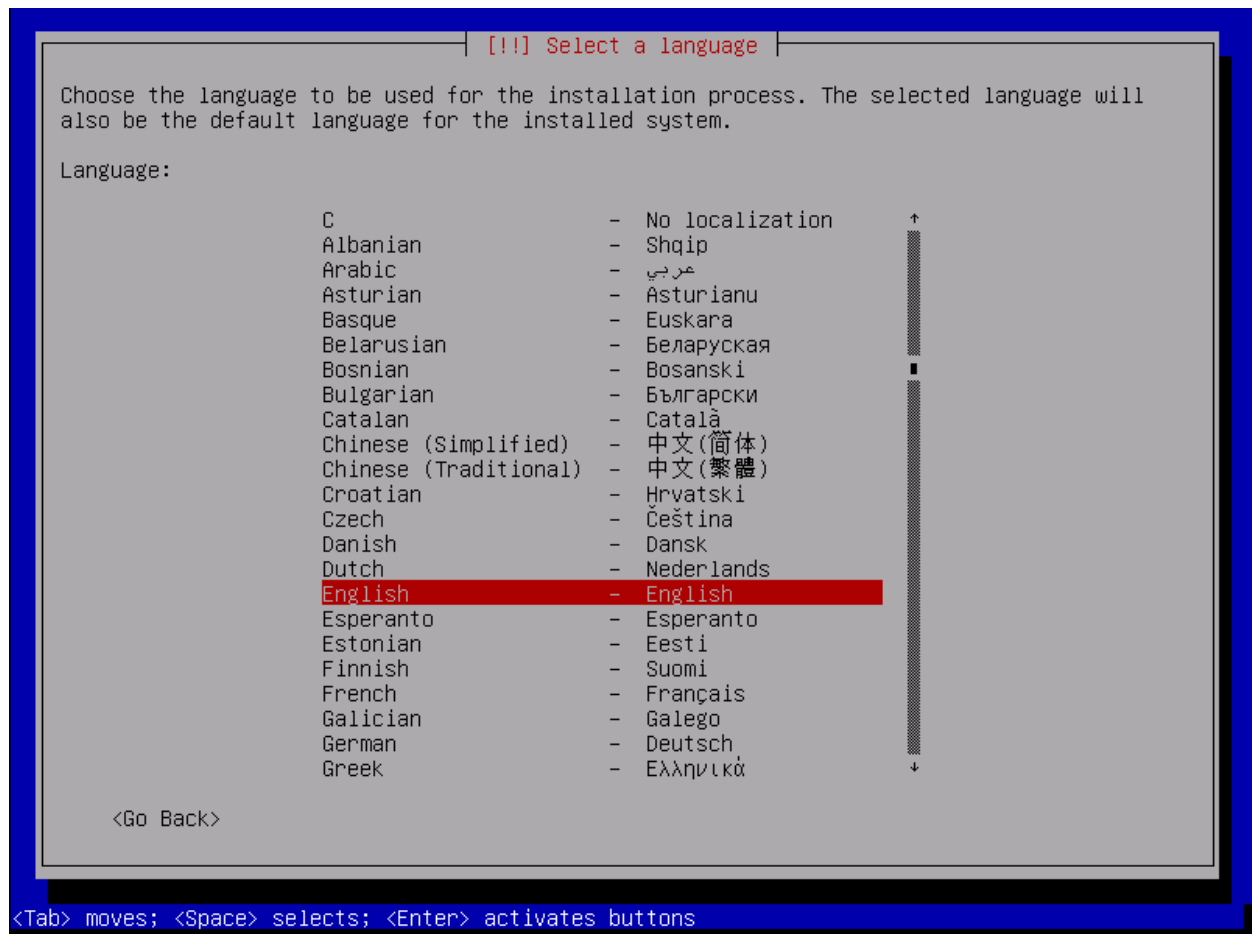 [!!] Select a language
Choose the language to be used for the installation process. The selected language will
also be the default language for the installed system.
Language:
C - No localization
Albanian - Shqip
Arabic - عربي
Asturian - Asturianu
Basque - Euskara
Belarusian - Беларуская
Bosnian - Bosanski
Bulgarian - Български
Catalan - Català
Chinese (Simplified) - 中文(简体)
Chinese (Traditional) - 中文(繁體)
Croatian - Hrvatski
Czech - Čeština
Danish - Dansk
Dutch - Nederlands
English - English
Esperanto - Esperanto
Estonian - Eesti
Finnish - Suomi
French - Français
Galician - Galego
German - Deutsch
Greek - Ελληνικά
<Go Back>
<Tab> moves; <Space> selects; <Enter> activates buttons